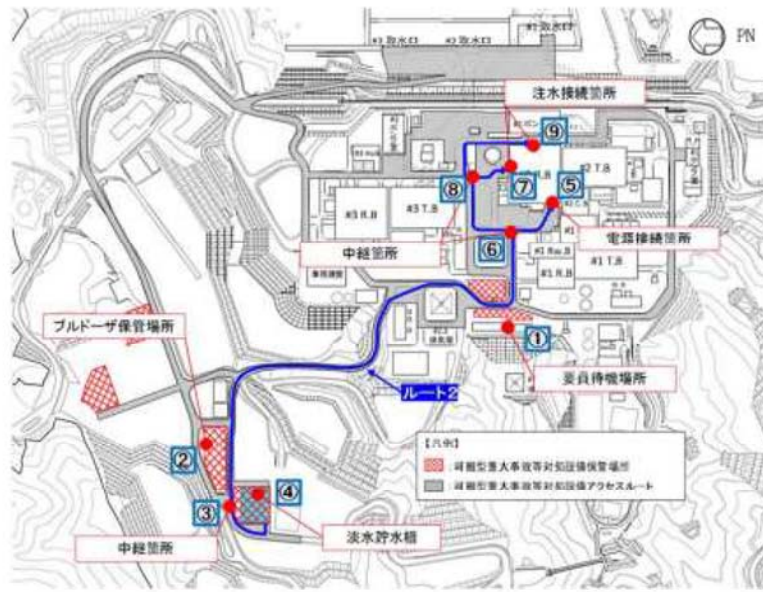 #3 取水口
#2 取水口
#1 取水口
PN
注水接続箇所
⑨
⑦
⑤
⑧
#2 T.B
#3 R.B
#3 T.B
中継箇所
⑥
電源接続箇所
#1 R.B
#1 T.B
①
要員待機場所
ブルドーザ保管場所
ルート2
②
【凡例】
可搬型重大事故等対処設備保管場所
可搬型重大事故等対処設備アクセスルート
③
④
中継箇所
淡水貯水槽